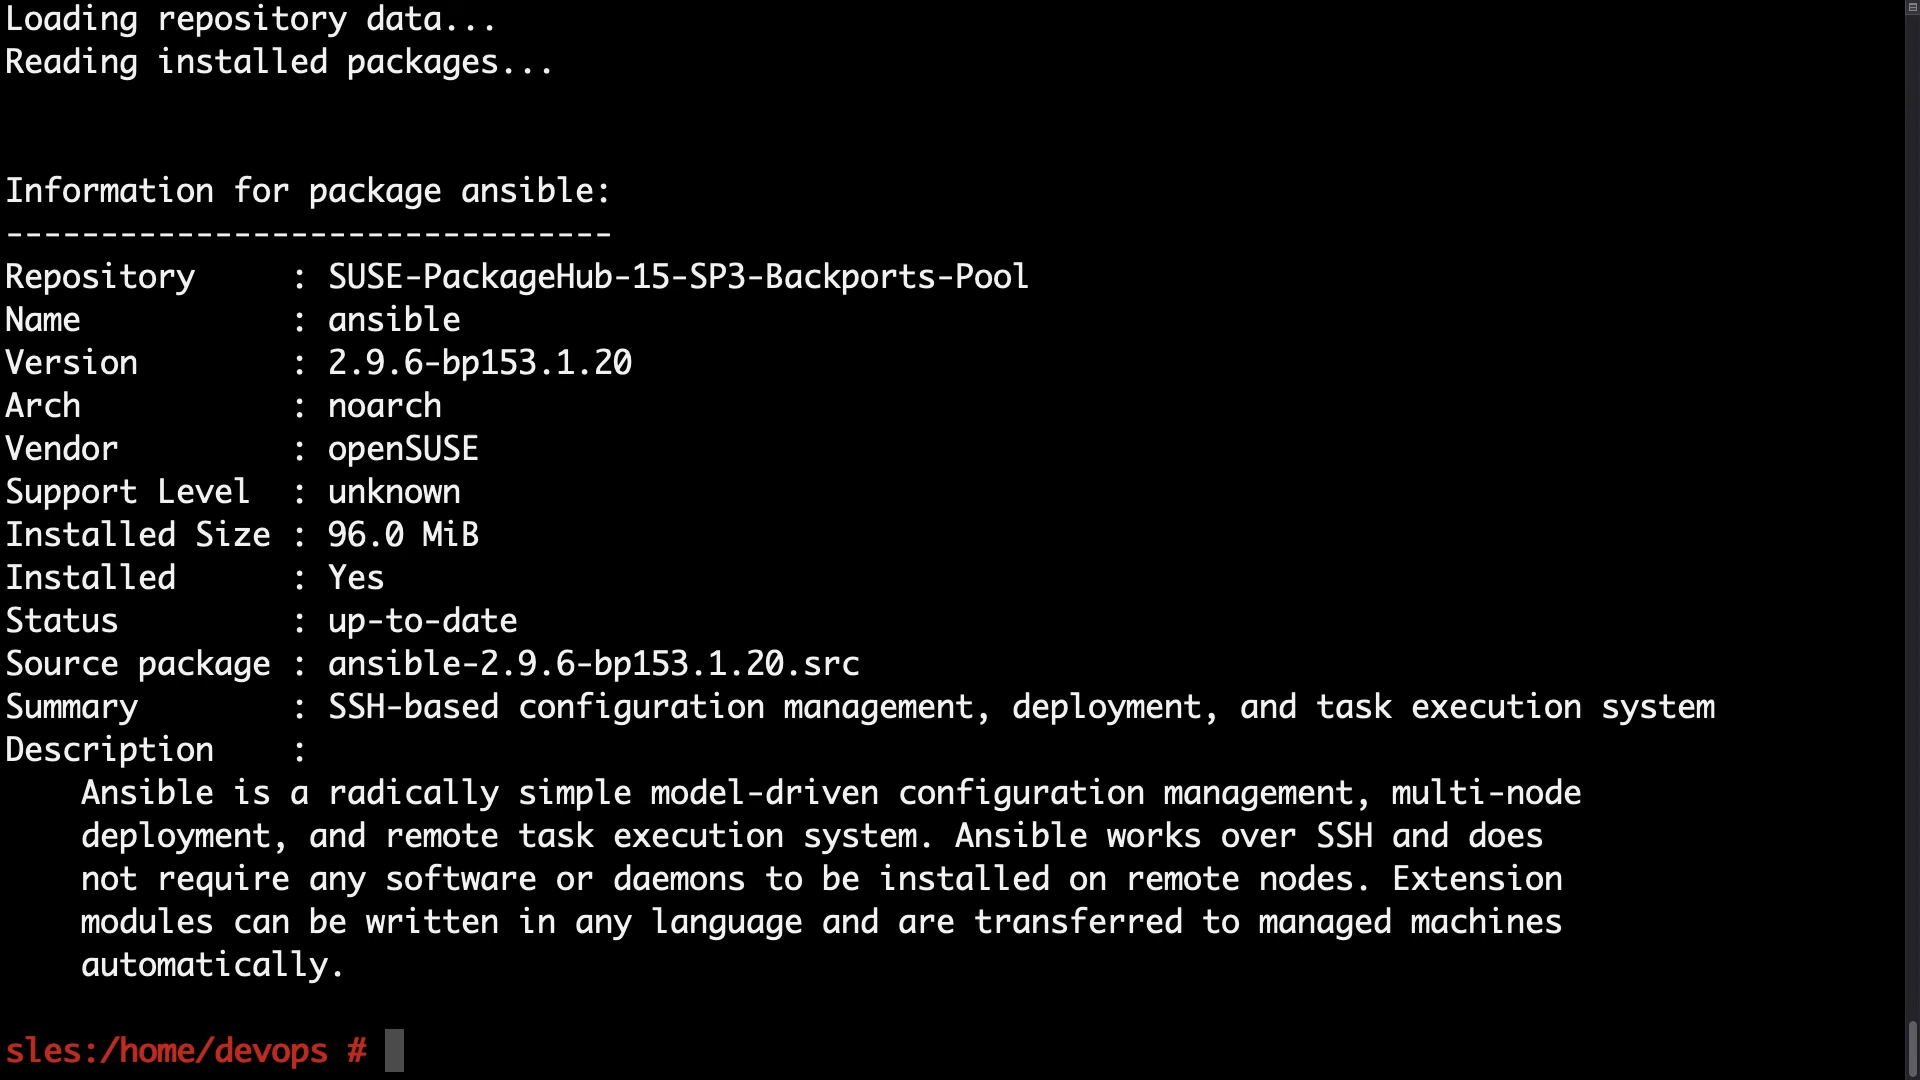 Loading repository data...
Reading installed packages...
Information for package ansible:
--------------------------------
Repository     : SUSE-PackageHub-15-SP3-Backports-Pool
Name           : ansible
Version        : 2.9.6-bp153.1.20
Arch           : noarch
Vendor         : openSUSE
Support Level  : unknown
Installed Size : 96.0 MiB
Installed      : Yes
Status         : up-to-date
Source package : ansible-2.9.6-bp153.1.20.src
Summary        : SSH-based configuration management, deployment, and task execution system
Description    :
    Ansible is a radically simple model-driven configuration management, multi-node
    deployment, and remote task execution system. Ansible works over SSH and does
    not require any software or daemons to be installed on remote nodes. Extension
    modules can be written in any language and are transferred to managed machines
    automatically.
sles:/home/devops #